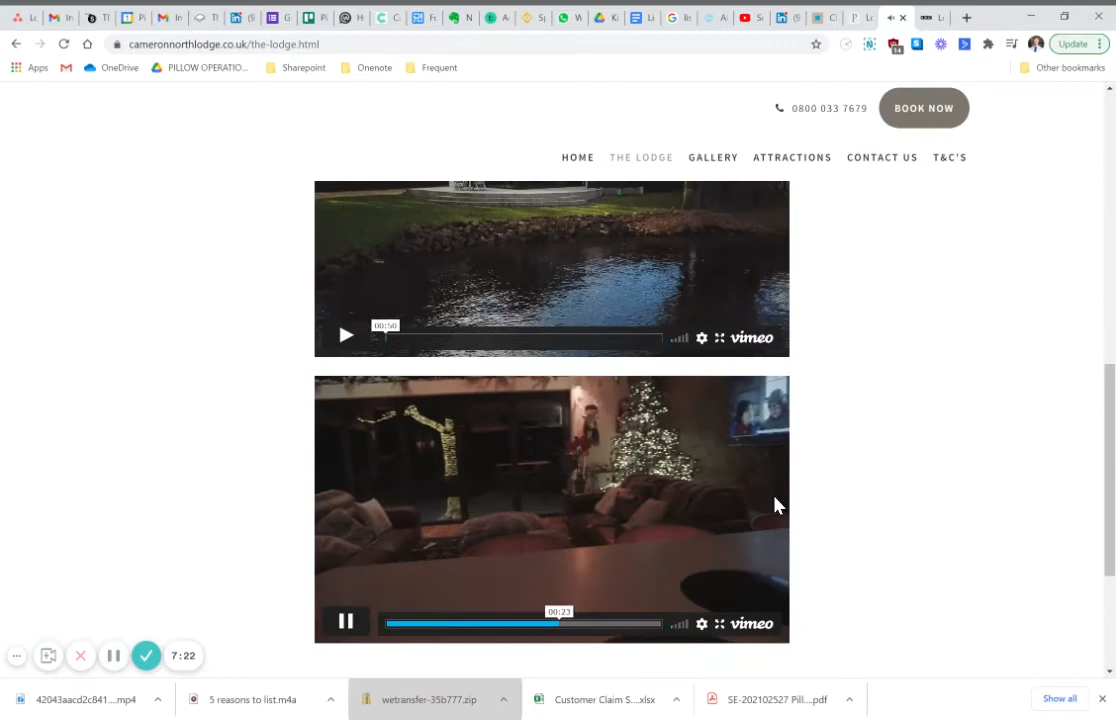 cameronnorthlodge.co.uk/the-lodge.html
Update
Apps
OneDrive
PILLOW OPERATIO...
Sharepoint
Onenote
Frequent
Other bookmarks
0800 033 7679
BOOK NOW
HOME
THE LODGE
GALLERY
ATTRACTIONS
CONTACT US
T&C'S
00:50
vimeo
00:23
vimeo
7:22
42043aacd2c841....mp4
5 reasons to list.m4a
wetransfer-35b777.zip
Customer Claim S....xlsx
SE-202102527 Pill....pdf
Show all